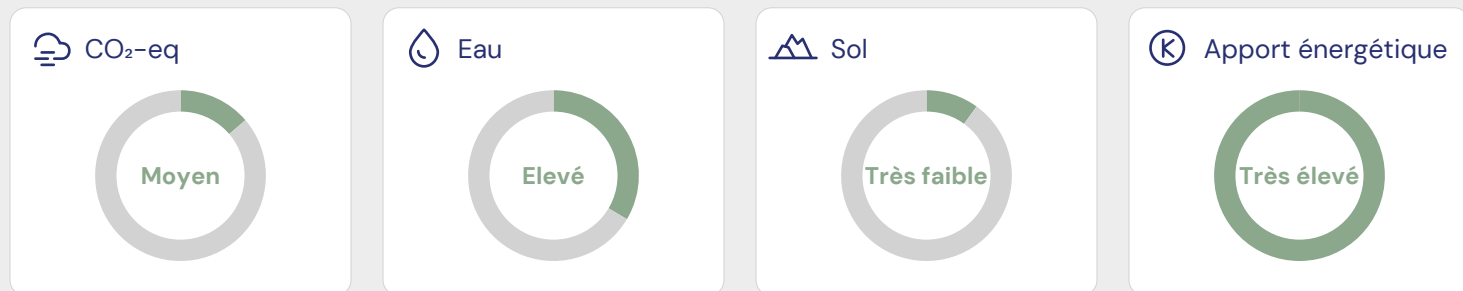 CO₂-eq
Moyen
Eau
Elevé
Sol
Très faible
Apport énergétique
Très élevé